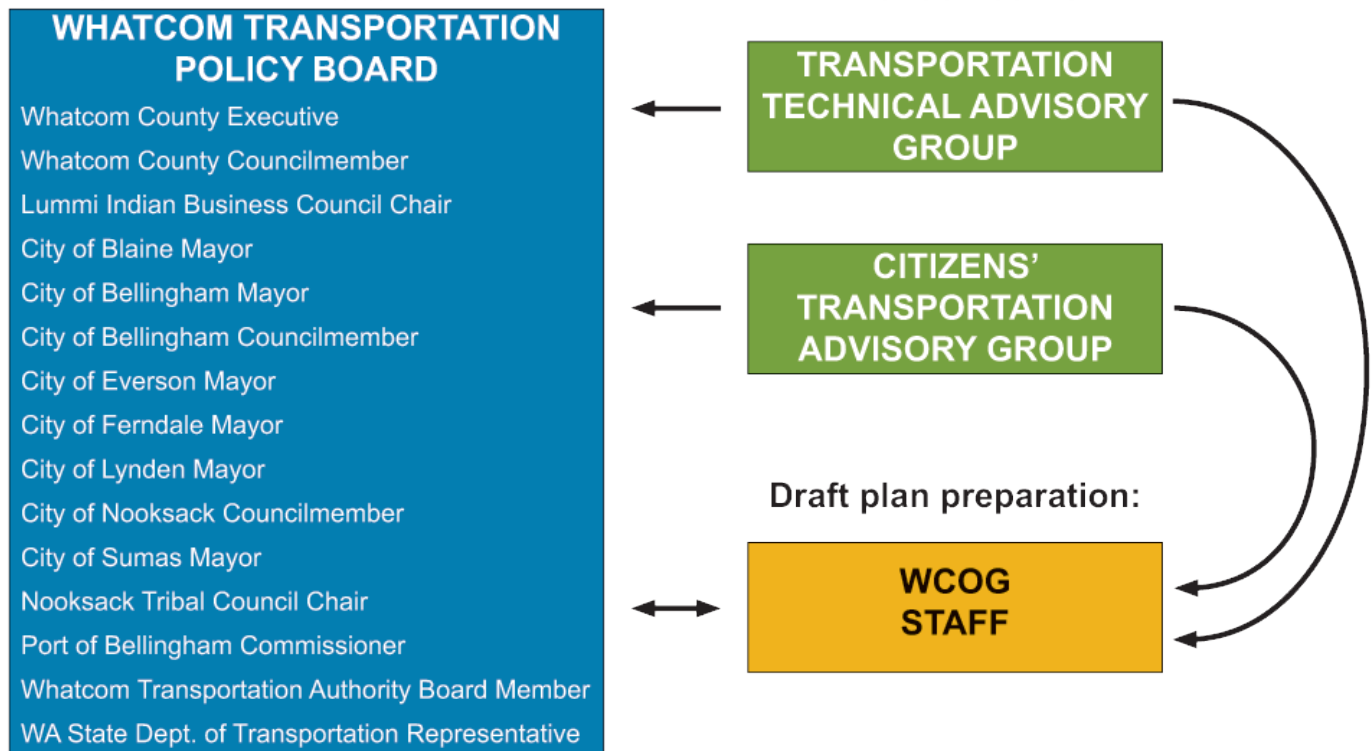 WHATCOM TRANSPORTATION
POLICY BOARD
Whatcom County Executive
Whatcom County Councilmember
Lummi Indian Business Council Chair
City of Blaine Mayor
City of Bellingham Mayor
City of Bellingham Councilmember
City of Everson Mayor
City of Ferndale Mayor
City of Lynden Mayor
City of Nooksack Councilmember
City of Sumas Mayor
Nooksack Tribal Council Chair
Port of Bellingham Commissioner
Whatcom Transportation Authority Board Member
WA State Dept. of Transportation Representative
TRANSPORTATION
TECHNICAL ADVISORY
GROUP
CITIZENS’
TRANSPORTATION
ADVISORY GROUP
Draft plan preparation:
WCOG
STAFF